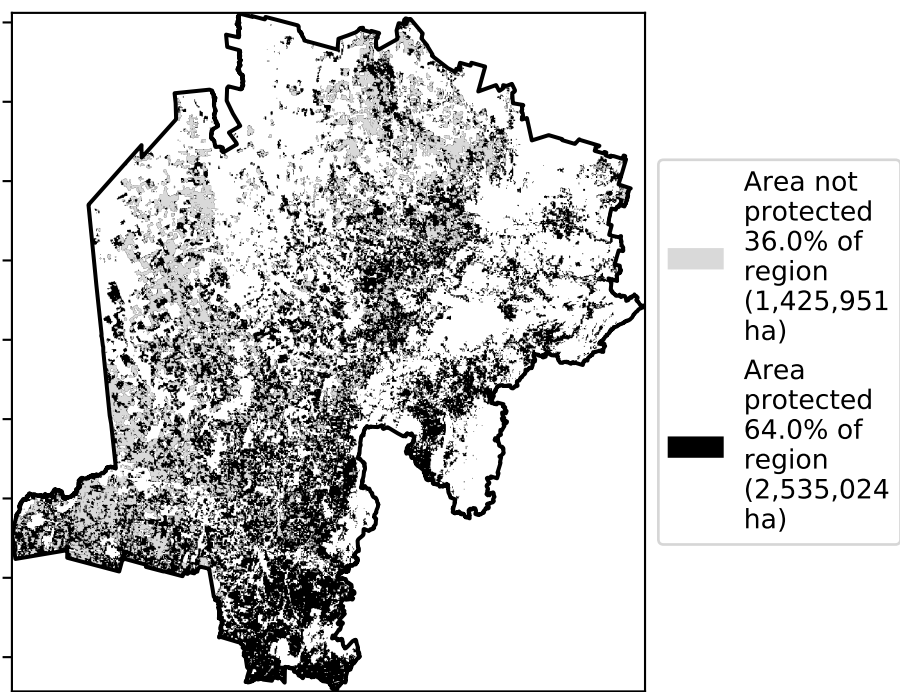 Area not
protected
36.0% of
region
(1,425,951
ha)
Area
protected
64.0% of
region
(2,535,024
ha)